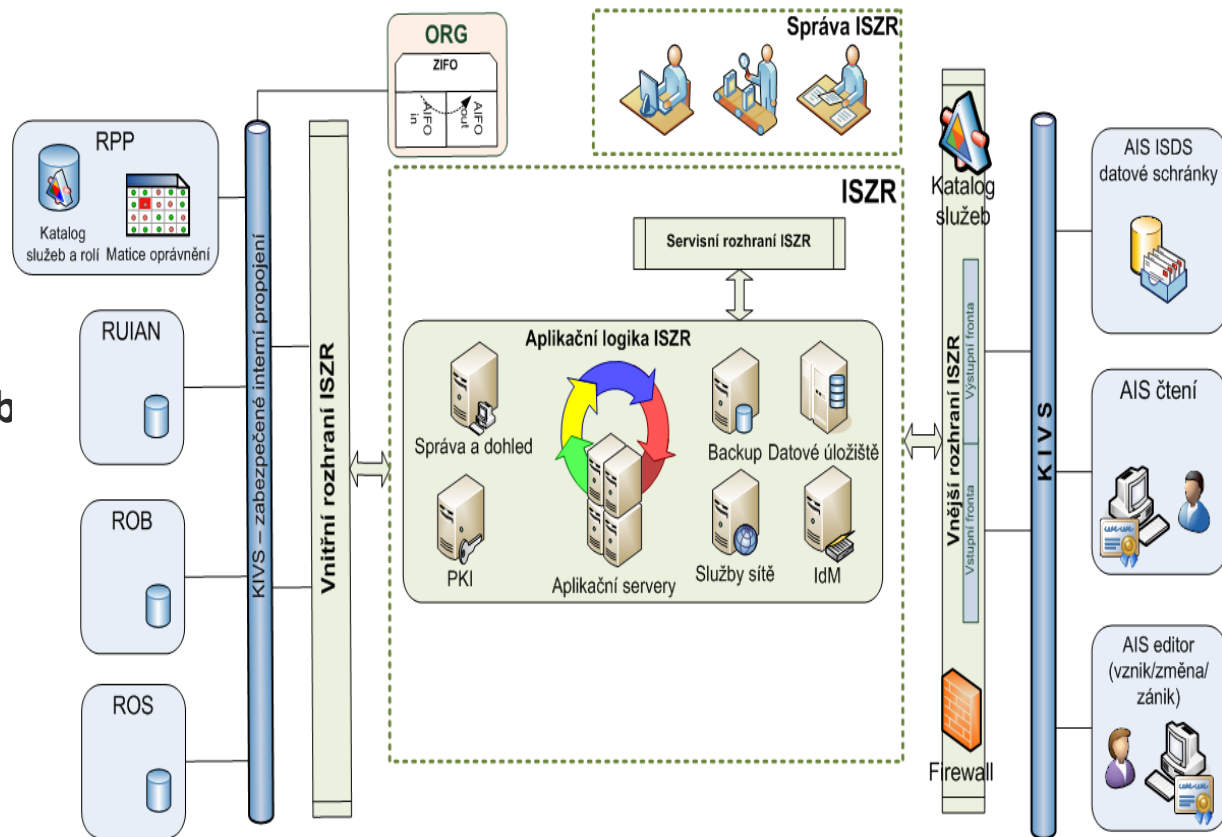 ORG
ZIFO
AIFO in
AIFO out
Správa ISZR
RPP
Katalog
služeb a rolí
Matice oprávnění
RUIAN
b
ROB
ROS
KIVS – zabezpečené interní propojení
Vnitřní rozhraní ISZR
ISZR
Servisní rozhraní ISZR
Aplikační logika ISZR
Správa a dohled
Backup
Datové úložiště
PKI
Aplikační servery
Služby sítě
IdM
Katalog
služeb
Vnější rozhraní ISZR
Výstupní fronta
Vstupní fronta
Firewall
K I V S
AIS ISDS
datové schránky
AIS čtení
AIS editor
(vznik/změna/
zánik)